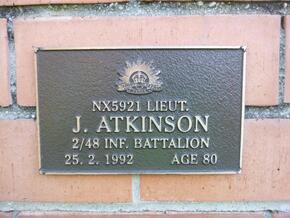 NX5921 LIEUT.
J. ATKINSON
2/48 INF. BATTALION
25. 2. 1992 AGE 80